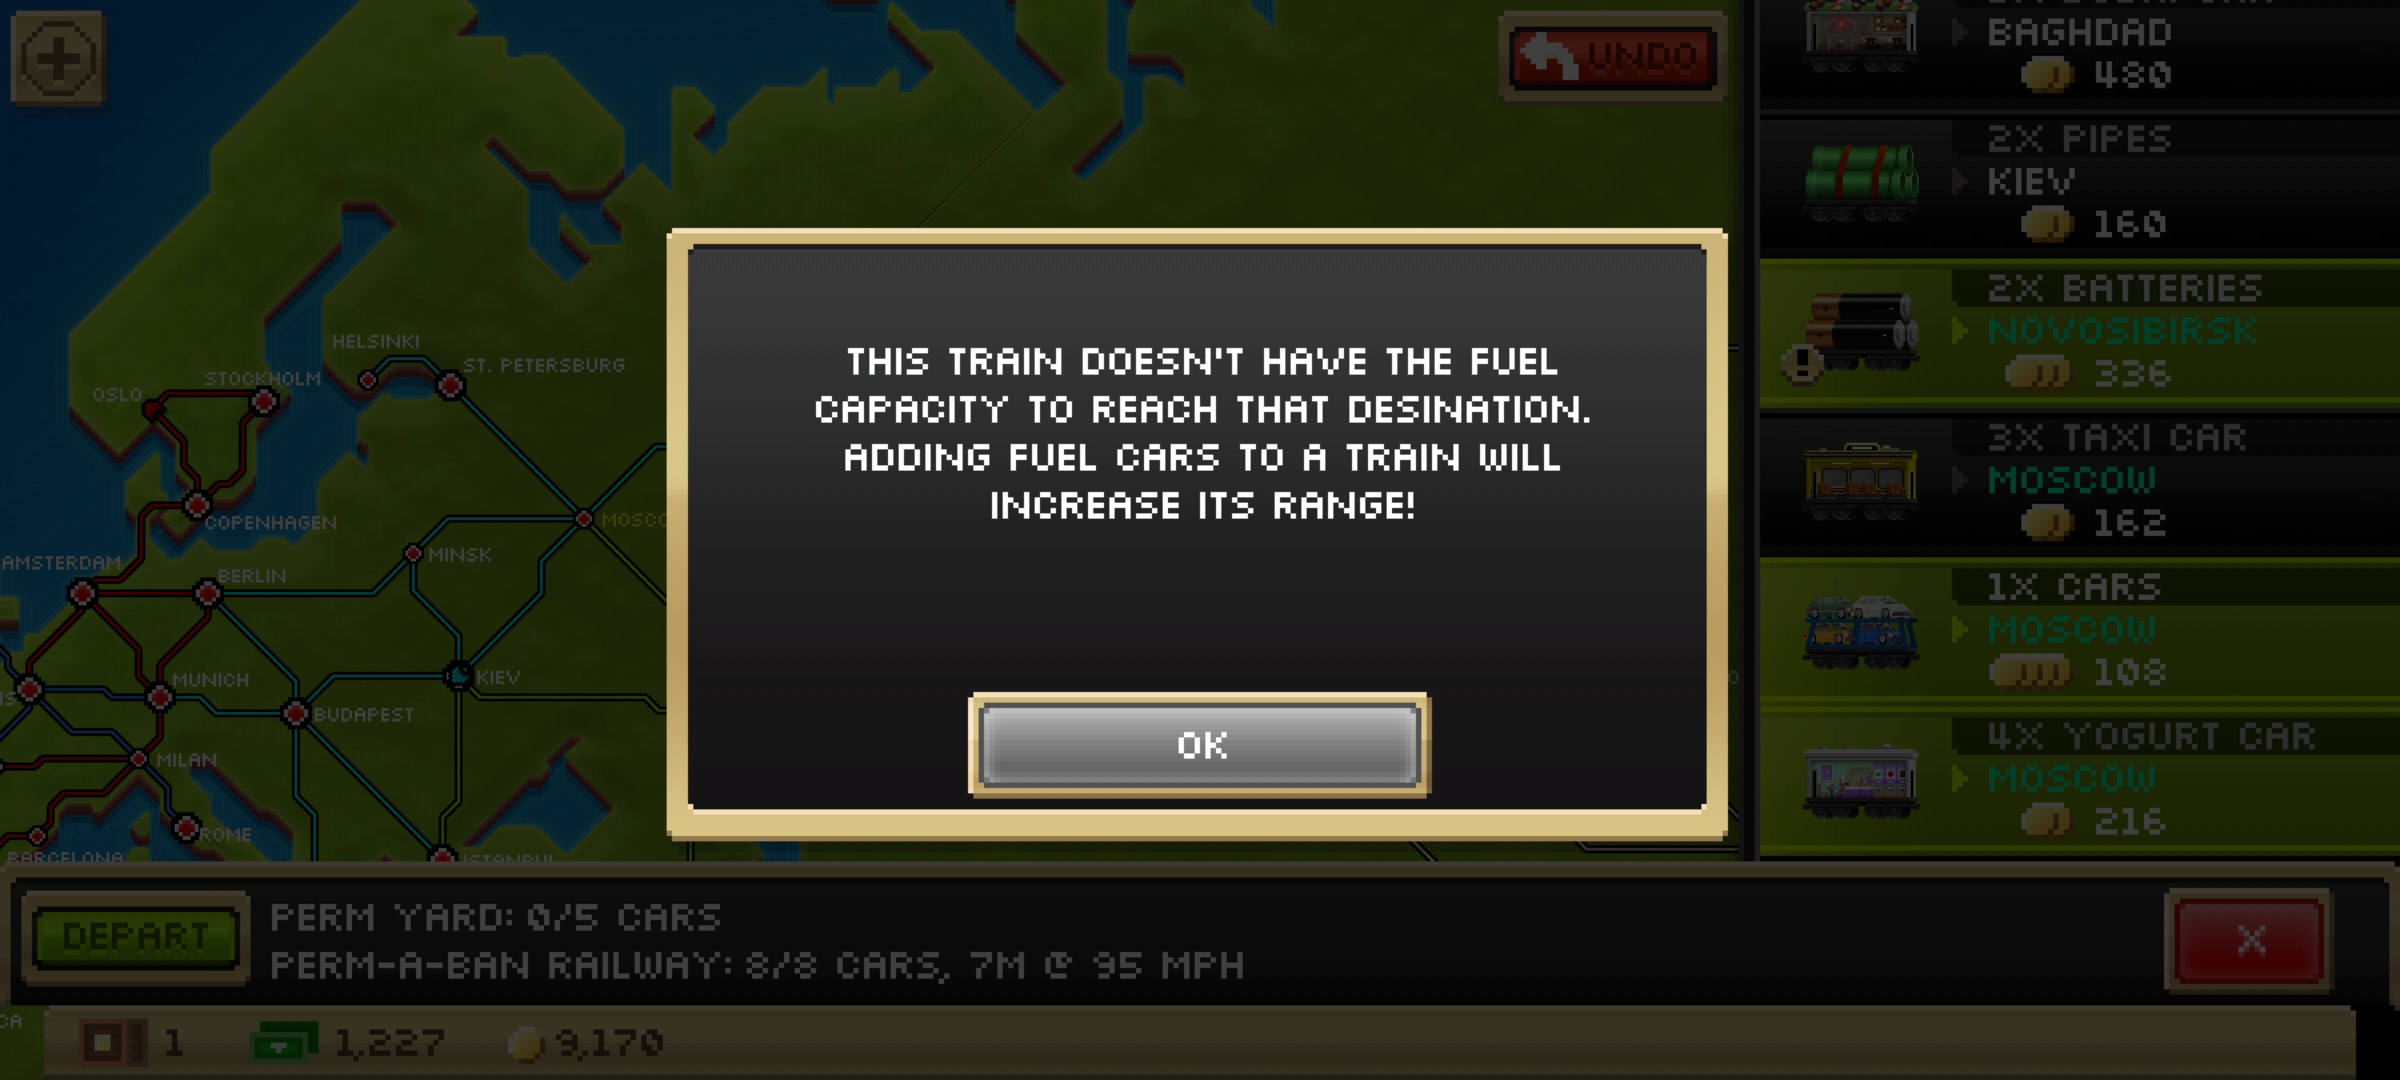 UNDO
BAGHDAD
480
2X PIPES
KIEV
160
2X BATTERIES
NOVOSIBIRSK
336
3X TAXI CAR
MOSCOW
162
1X CARS
MOSCOW
108
4X YOGURT CAR
MOSCOW
216
HELSINKI
ST. PETERSBURG
STOCKHOLM
OSLO
COPENHAGEN
MOSCO
MINSK
AMSTERDAM
BERLIN
MUNICH
KIEV
BUDAPEST
MILAN
ROME
BARCELONA
ISTANBUL
THIS TRAIN DOESN'T HAVE THE FUEL
CAPACITY TO REACH THAT DESINATION.
ADDING FUEL CARS TO A TRAIN WILL
INCREASE ITS RANGE!
OK
DEPART
PERM YARD: 0/5 CARS
PERM-A-BAN RAILWAY: 8/8 CARS, 7M @ 95 MPH
X
CA
1
1,227
9,170